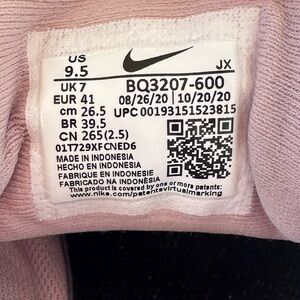 US JX
9.5
UK 7 BQ3207-600
EUR 41 08/26/20 10/20/20
cm 26.5 UPC 00193151523815
BR 39.5
CN 265(2.5)
01T729XFCNED6
MADE IN INDONESIA
HECHO EN INDONESIA
FABRIQUE EN INDONESIE
FABRICADO NA INDONESIA
This product is covered by one or more patents:
www.nike.com/patentsvirtualmarking